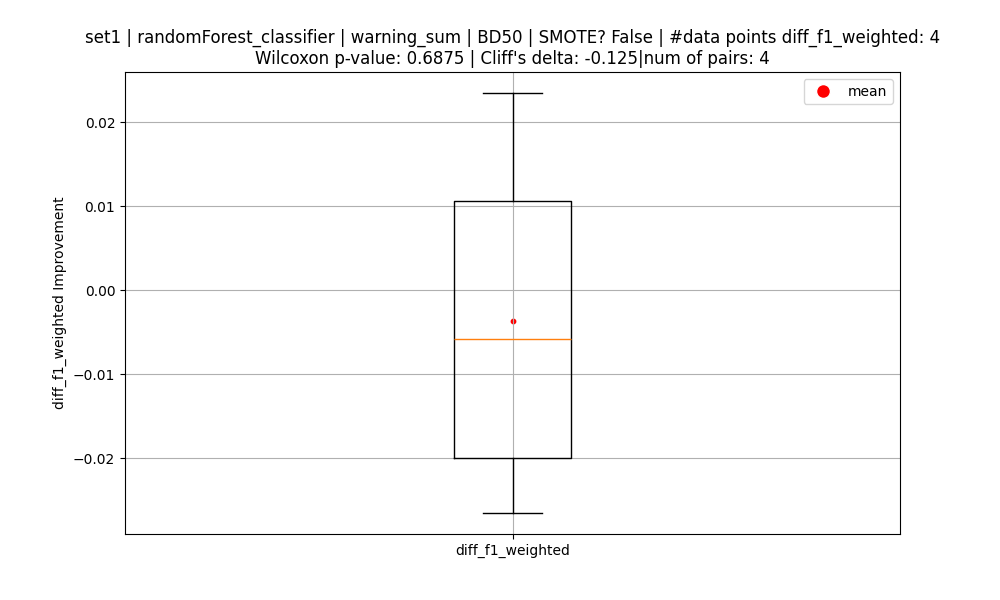 set1 | randomForest_classifier | warning_sum | BD50 | SMOTE? False | #data points diff_f1_weighted: 4
Wilcoxon p-value: 0.6875 | Cliff's delta: -0.125|num of pairs: 4
mean
0.02
0.01
0.00
−0.01
−0.02
diff_f1_weighted Improvement
diff_f1_weighted